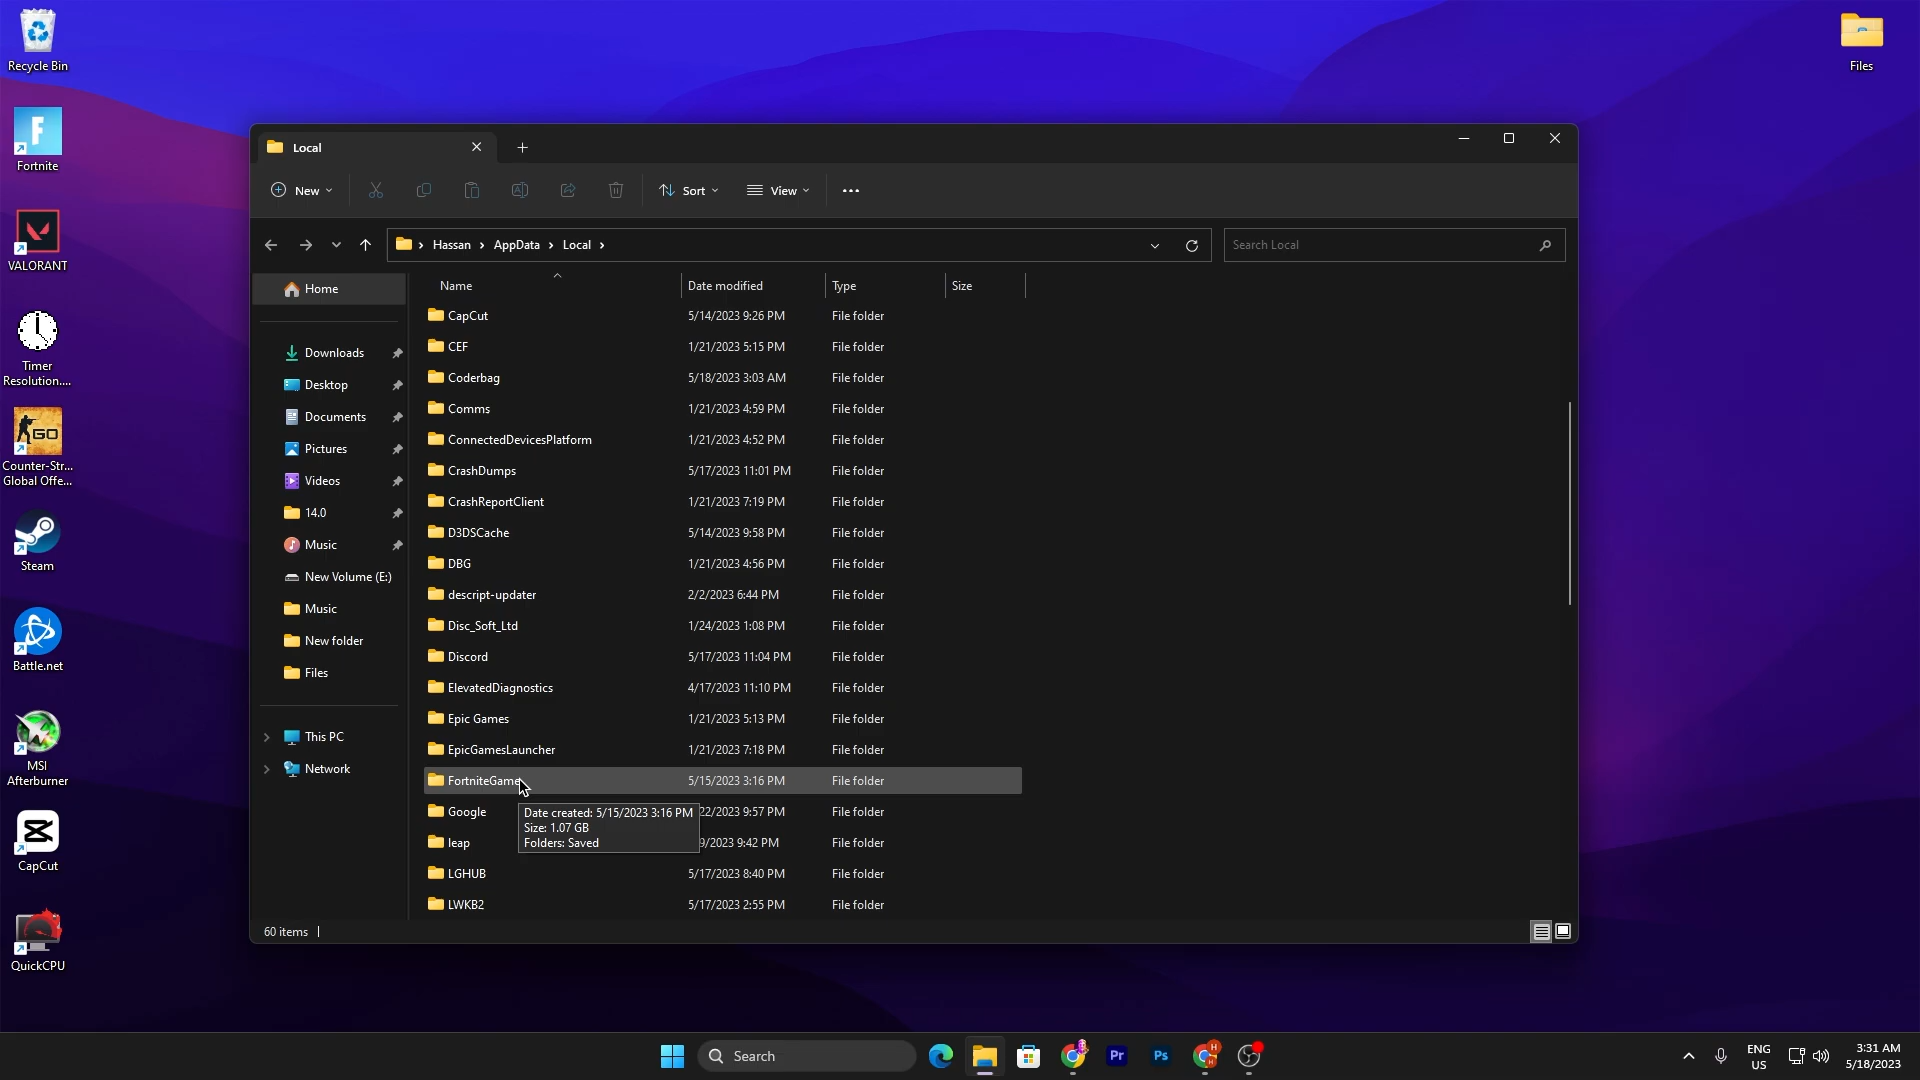 Recycle Bin
Fortnite
VALORANT
Timer
Resolution....
GO
Counter-Str...
Global Offe...
Steam
Battle.net
MSI
Afterburner
CapCut
QuickCPU
Files
Local
New
Sort
View
Hassan
AppData
Local
Search Local
Home
Downloads
Desktop
Documents
Pictures
Videos
14.0
Music
New Volume (E:)
Music
New folder
Files
This PC
Network
Name Date modified Type Size
CapCut 5/14/2023 9:26 PM File folder
CEF 1/21/2023 5:15 PM File folder
Coderbag 5/18/2023 3:03 AM File folder
Comms 1/21/2023 4:59 PM File folder
ConnectedDevicesPlatform 1/21/2023 4:52 PM File folder
CrashDumps 5/17/2023 11:01 PM File folder
CrashReportClient 1/21/2023 7:19 PM File folder
D3DSCache 5/14/2023 9:58 PM File folder
DBG 1/21/2023 4:56 PM File folder
descript-updater 2/2/2023 6:44 PM File folder
Disc_Soft_Ltd 1/24/2023 1:08 PM File folder
Discord 5/17/2023 11:04 PM File folder
ElevatedDiagnostics 4/17/2023 11:10 PM File folder
Epic Games 1/21/2023 5:13 PM File folder
EpicGamesLauncher 1/21/2023 7:18 PM File folder
FortniteGame 5/15/2023 3:16 PM File folder
Google 22/2023 9:57 PM File folder
leap 9/2023 9:42 PM File folder
LGHUB 5/17/2023 8:40 PM File folder
LWKB2 5/17/2023 2:55 PM File folder
Date created: 5/15/2023 3:16 PM
Size: 1.07 GB
Folders: Saved
60 items
Search
Pr
Ps
ENG
US
3:31 AM
5/18/2023